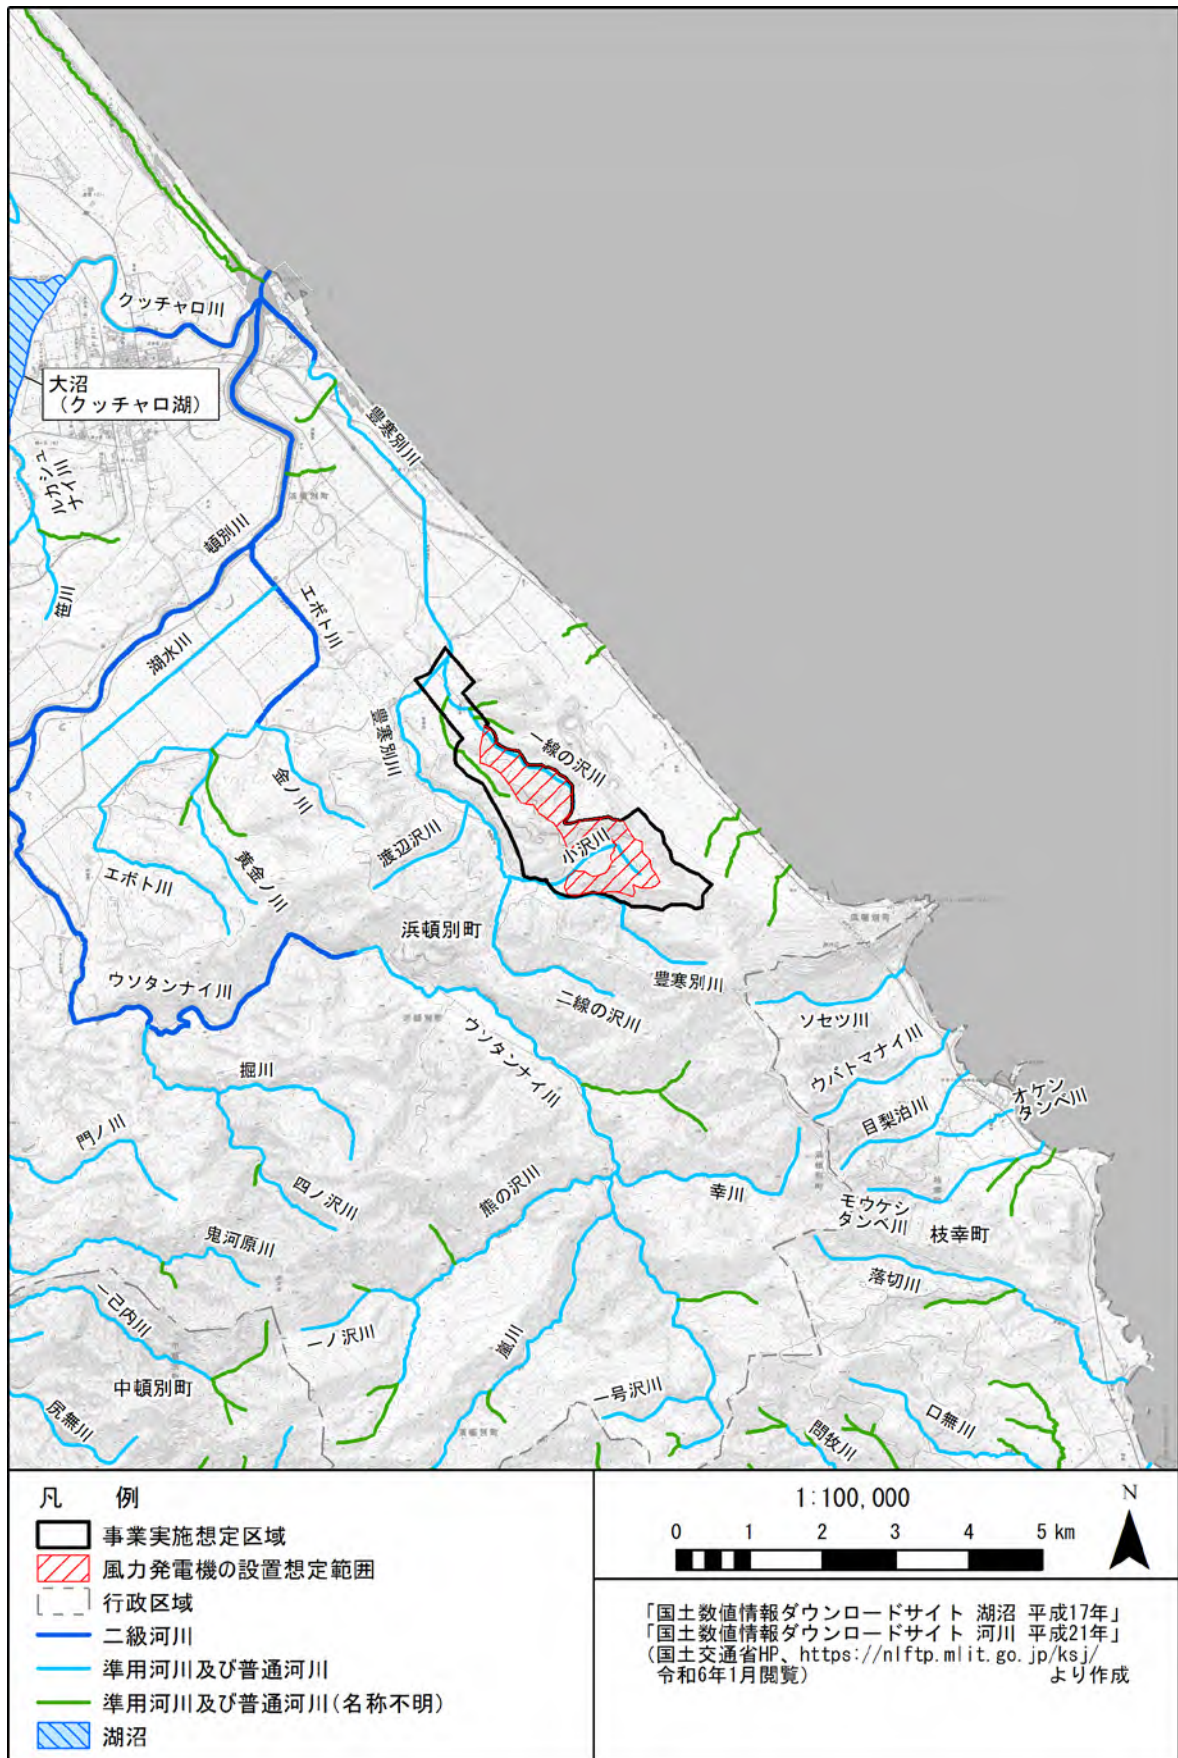 クッチャロ川
大沼
(クッチャロ湖)
豊寒別川
ルカシュ
ナイ川
頓別川
笹川
エボト川
湖水川
豊寒別川
一線の沢川
金ノ川
小沢川
渡辺沢川
黄金ノ川
エボト川
浜頓別町
豊寒別川
ウソタンナイ川
二線の沢川
ソセツ川
ウソタンナイ川
ウバトマナイ川
掘川
オケン
タンベ川
目梨泊川
門ノ川
熊の沢川
幸川
四ノ沢川
モウケシ
タンベ川
枝幸町
鬼河原川
落切川
一己内川
一ノ沢川
嵐川
中頓別町
一号沢川
尻無川
問牧川
口無川
凡　例
事業実施想定区域
風力発電機の設置想定範囲
行政区域
二級河川
準用河川及び普通河川
準用河川及び普通河川(名称不明)
湖沼
1:100,000
0 1 2 3 4 5 km
N
「国土数値情報ダウンロードサイト 湖沼 平成17年」
「国土数値情報ダウンロードサイト 河川 平成21年」
(国土交通省HP、https://nlftp.mlit.go.jp/ksj/
令和6年1月閲覧) より作成